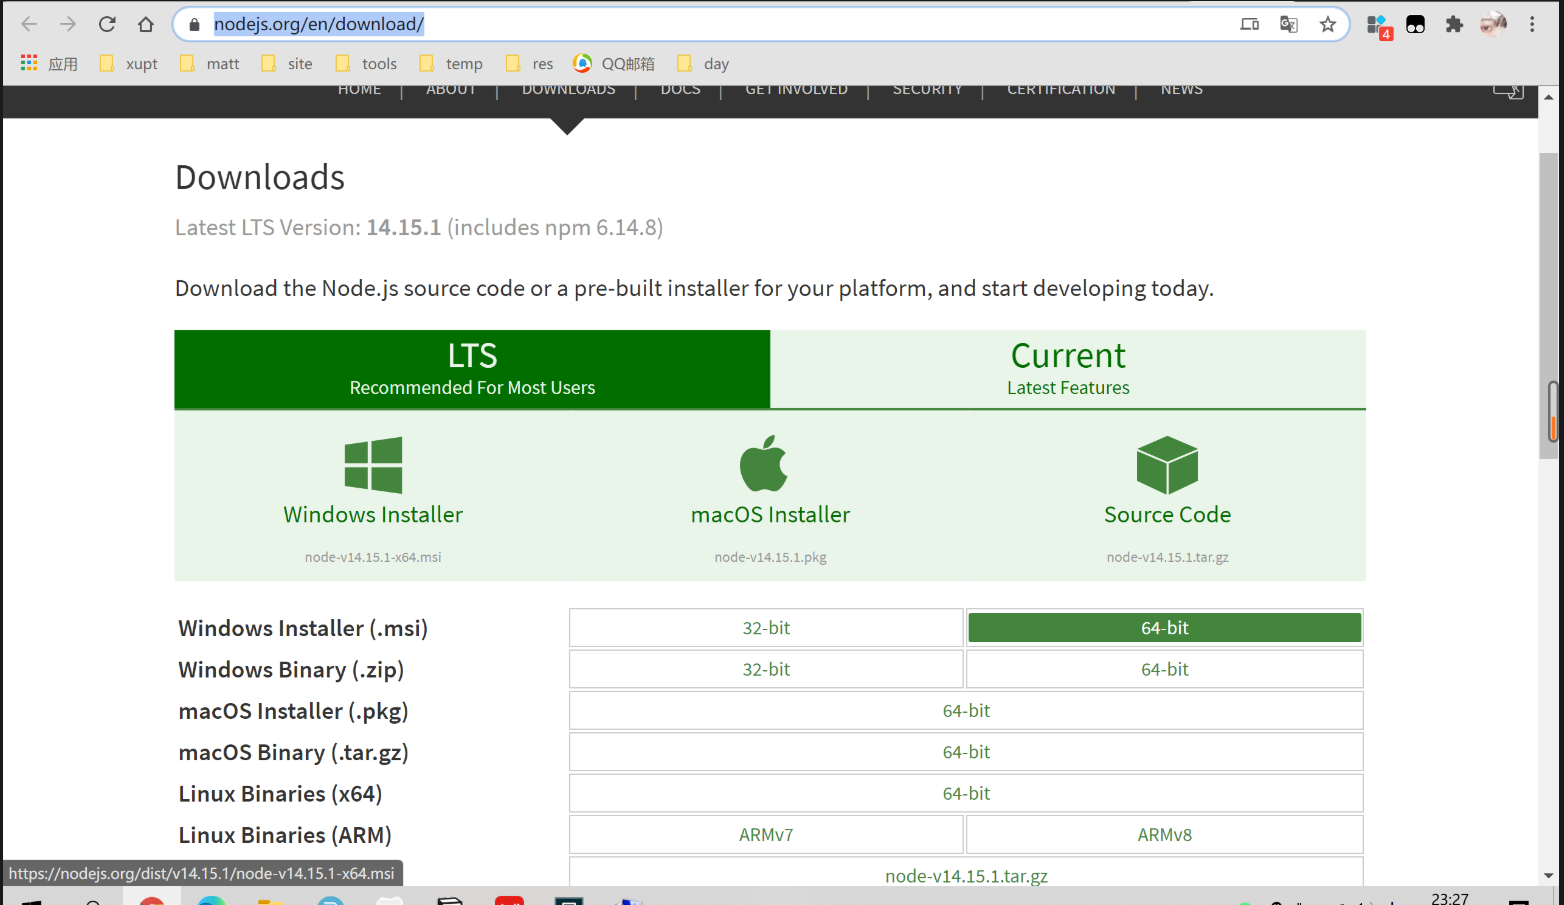 nodejs.org/en/download/
4
应用 xupt matt site tools temp res QQ邮箱 day
HOME ABOUT DOWNLOADS DOCS GET INVOLVED SECURITY CERTIFICATION NEWS
Downloads
Latest LTS Version: 14.15.1 (includes npm 6.14.8)
Download the Node.js source code or a pre-built installer for your platform, and start developing today.
LTS
Recommended For Most Users
Current
Latest Features
Windows Installer
node-v14.15.1-x64.msi
macOS Installer
node-v14.15.1.pkg
Source Code
node-v14.15.1.tar.gz
Windows Installer (.msi) 32-bit 64-bit
Windows Binary (.zip) 32-bit 64-bit
macOS Installer (.pkg) 64-bit
macOS Binary (.tar.gz) 64-bit
Linux Binaries (x64) 64-bit
Linux Binaries (ARM) ARMv7 ARMv8
node-v14.15.1.tar.gz
https://nodejs.org/dist/v14.15.1/node-v14.15.1-x64.msi
23:27